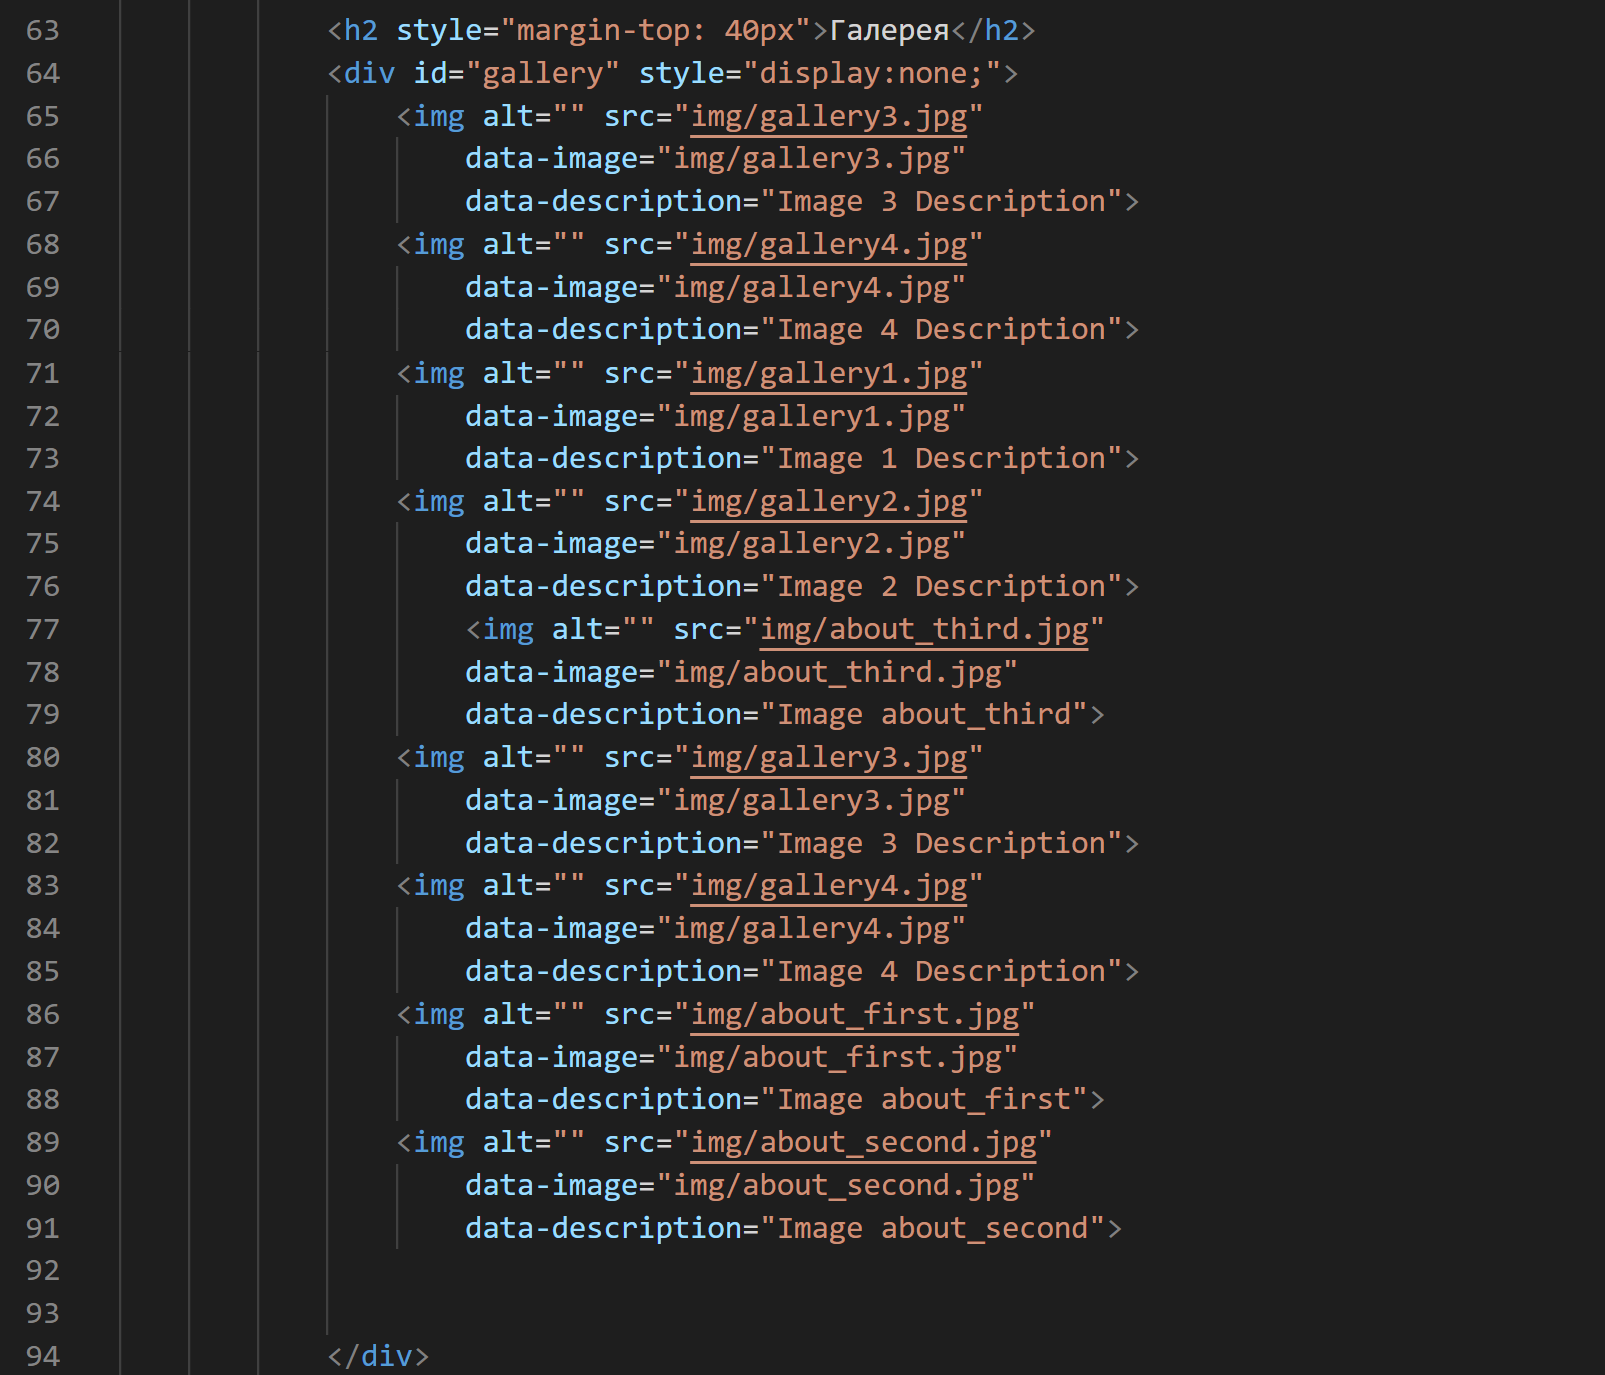 63 <h2 style="margin-top: 40px">Галерея</h2>
64 <div id="gallery" style="display:none;">
65 <img alt="" src="img/gallery3.jpg"
66 data-image="img/gallery3.jpg"
67 data-description="Image 3 Description">
68 <img alt="" src="img/gallery4.jpg"
69 data-image="img/gallery4.jpg"
70 data-description="Image 4 Description">
71 <img alt="" src="img/gallery1.jpg"
72 data-image="img/gallery1.jpg"
73 data-description="Image 1 Description">
74 <img alt="" src="img/gallery2.jpg"
75 data-image="img/gallery2.jpg"
76 data-description="Image 2 Description">
77 <img alt="" src="img/about_third.jpg"
78 data-image="img/about_third.jpg"
79 data-description="Image about_third">
80 <img alt="" src="img/gallery3.jpg"
81 data-image="img/gallery3.jpg"
82 data-description="Image 3 Description">
83 <img alt="" src="img/gallery4.jpg"
84 data-image="img/gallery4.jpg"
85 data-description="Image 4 Description">
86 <img alt="" src="img/about_first.jpg"
87 data-image="img/about_first.jpg"
88 data-description="Image about_first">
89 <img alt="" src="img/about_second.jpg"
90 data-image="img/about_second.jpg"
91 data-description="Image about_second">
92
93
94 </div>